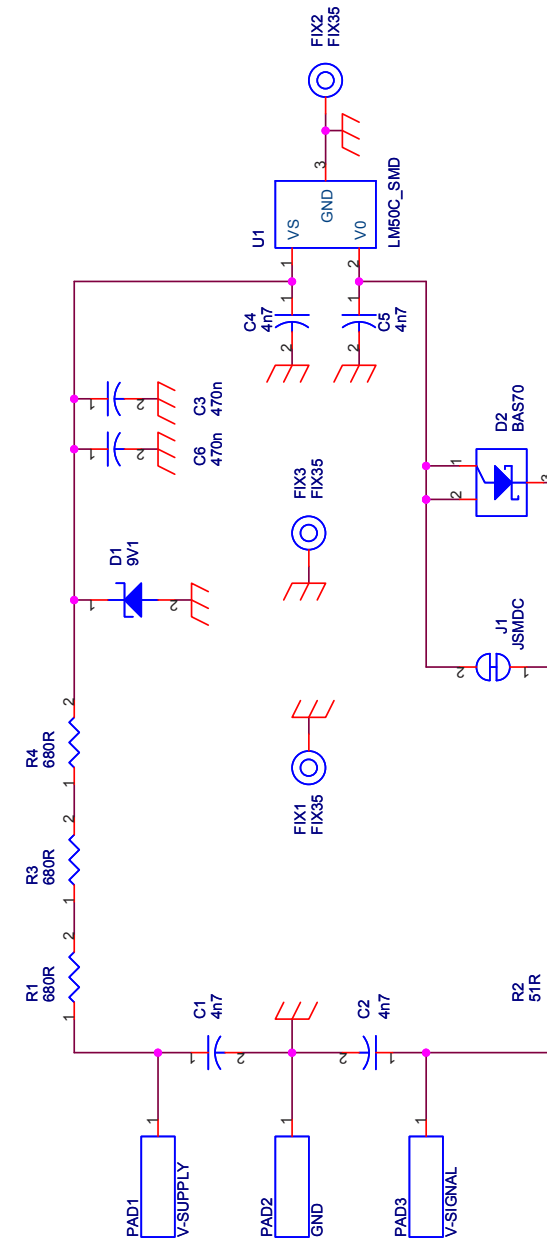 FIX2
FIX35
3
GND
U1
VS
V0
LM50C_SMD
1
2
C4
4n7
1
2
C5
4n7
1
2
C3
470n
1
2
C6
470n
1
2
D2
BAS70
1
2
3
FIX3
FIX35
D1
9V1
1
2
J1
JSMDC
2
1
R4
680R
1
2
FIX1
FIX35
R3
680R
1
2
R1
680R
1
2
C1
4n7
1
2
C2
4n7
2
1
R2
51R
PAD1
V-SUPPLY
1
PAD2
GND
1
PAD3
V-SIGNAL
1